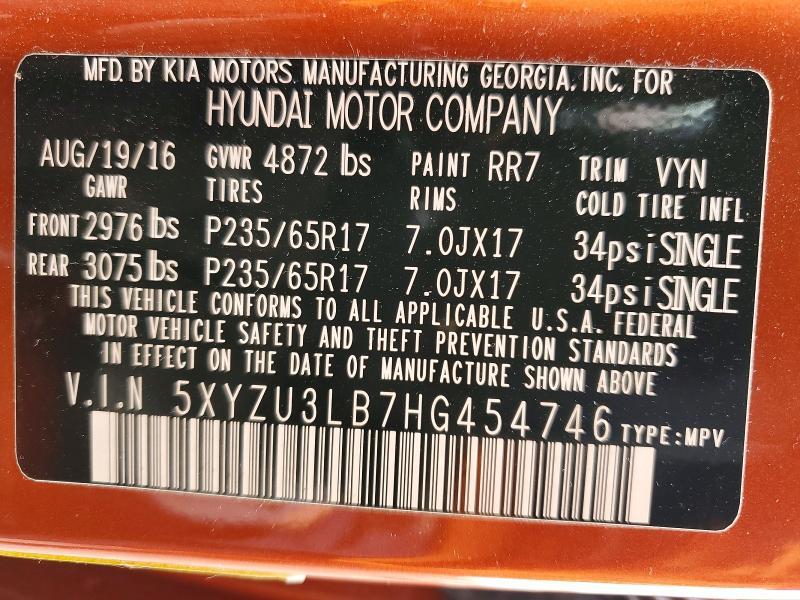 MFD. BY KIA MOTORS MANUFACTURING GEORGIA, INC. FOR
HYUNDAI MOTOR COMPANY
AUG/19/16 GVWR 4872 lbs PAINT RR7 TRIM VYN
GAWR TIRES RIMS COLD TIRE INFL
FRONT 2976 lbs P235/65R17 7.0JX17 34psi SINGLE
REAR 3075 lbs P235/65R17 7.0JX17 34psi SINGLE
THIS VEHICLE CONFORMS TO ALL APPLICABLE U.S.A. FEDERAL
MOTOR VEHICLE SAFETY AND THEFT PREVENTION STANDARDS
IN EFFECT ON THE DATE OF MANUFACTURE SHOWN ABOVE
V.I.N 5XYZU3LB7HG454746 TYPE:MPV